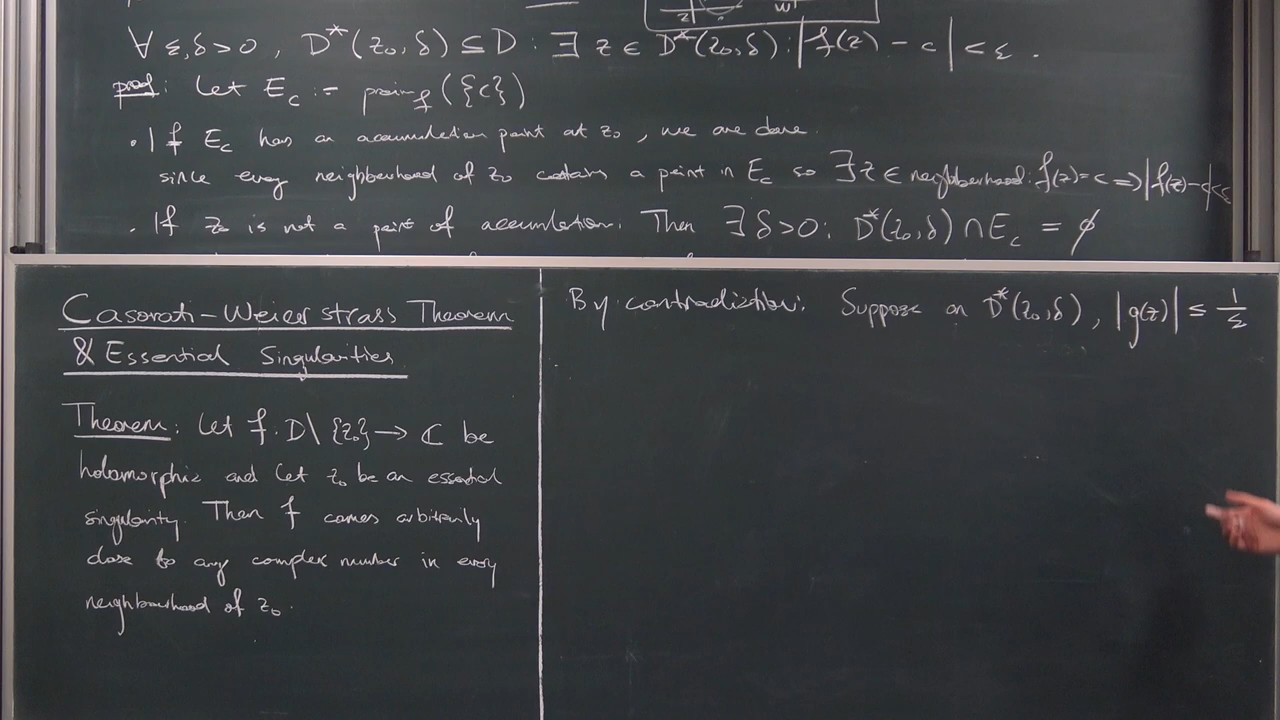 ∀ ε,δ>0 , D*(z₀,δ) ⊆ D : ∃ z ∈ D*(z₀,δ) : |f(z) - c| < ε .
proof : Let E_c := preim_f ({c})
. If E_c has an accumulation point at z₀ , we are done.
since every neighbourhood of z₀ contains a point in E_c so ∃ z ∈ neighbourhood : f(z)=c ⇒ |f(z)-c|<ε
. If z₀ is not a point of accumulation. Then ∃ δ>0 : D*(z₀,δ) ∩ E_c = ∅
Casorati-Weierstrass Theorem
& Essential Singularities
Theorem : Let f : D\{z₀} → ℂ be
holomorphic and let z₀ be an essential
singularity. Then f comes arbitrarily
close to any complex number in every
neighbourhood of z₀.
By contradiction: Suppose on D*(z₀,δ) , |g(z)| ≤ 1/ε